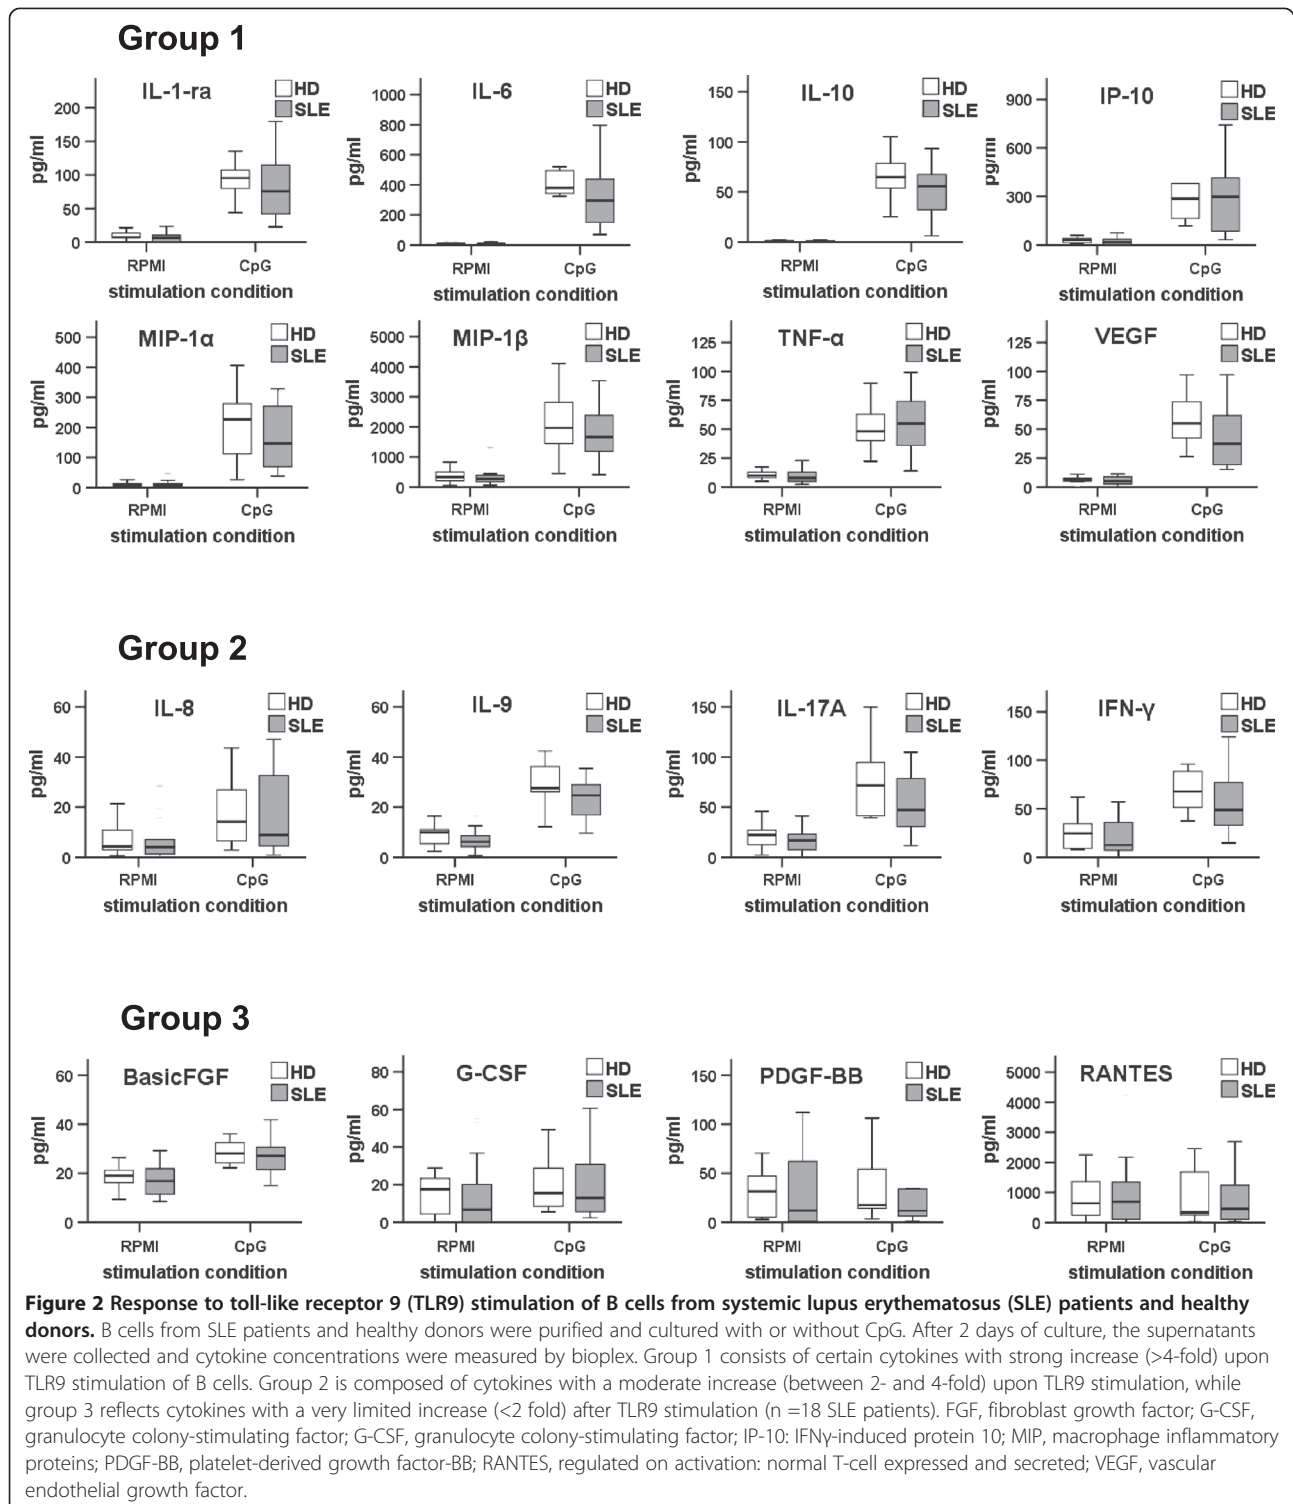 Group 1
IL-1-ra
HD
SLE
pg/ml
200
150
100
50
0
RPMI
CpG
stimulation condition
IL-6
HD
SLE
pg/ml
1000
800
600
400
200
0
RPMI
CpG
stimulation condition
IL-10
HD
SLE
pg/ml
150
100
50
0
RPMI
CpG
stimulation condition
IP-10
HD
SLE
pg/ml
900
600
300
0
RPMI
CpG
stimulation condition
MIP-1α
HD
SLE
pg/ml
500
400
300
200
100
0
RPMI
CpG
stimulation condition
MIP-1β
HD
SLE
pg/ml
5000
4000
3000
2000
1000
0
RPMI
CpG
stimulation condition
TNF-α
HD
SLE
pg/ml
125
100
75
50
25
0
RPMI
CpG
stimulation condition
VEGF
HD
SLE
pg/ml
125
100
75
50
25
0
RPMI
CpG
stimulation condition
Group 2
IL-8
HD
SLE
pg/ml
60
40
20
0
RPMI
CpG
stimulation condition
IL-9
HD
SLE
pg/ml
60
40
20
0
RPMI
CpG
stimulation condition
IL-17A
HD
SLE
pg/ml
150
100
50
0
RPMI
CpG
stimulation condition
IFN-γ
HD
SLE
pg/ml
150
100
50
0
RPMI
CpG
stimulation condition
Group 3
BasicFGF
HD
SLE
pg/ml
60
40
20
0
RPMI
CpG
stimulation condition
G-CSF
HD
SLE
pg/ml
80
60
40
20
0
RPMI
CpG
stimulation condition
PDGF-BB
HD
SLE
pg/ml
150
100
50
0
RPMI
CpG
stimulation condition
RANTES
HD
SLE
pg/ml
5000
4000
3000
2000
1000
0
RPMI
CpG
stimulation condition
Figure 2 Response to toll-like receptor 9 (TLR9) stimulation of B cells from systemic lupus erythematosus (SLE) patients and healthy
donors. B cells from SLE patients and healthy donors were purified and cultured with or without CpG. After 2 days of culture, the supernatants
were collected and cytokine concentrations were measured by bioplex. Group 1 consists of certain cytokines with strong increase (>4-fold) upon
TLR9 stimulation of B cells. Group 2 is composed of cytokines with a moderate increase (between 2- and 4-fold) upon TLR9 stimulation, while
group 3 reflects cytokines with a very limited increase (<2 fold) after TLR9 stimulation (n =18 SLE patients). FGF, fibroblast growth factor; G-CSF,
granulocyte colony-stimulating factor; G-CSF, granulocyte colony-stimulating factor; IP-10: IFNγ-induced protein 10; MIP, macrophage inflammatory
proteins; PDGF-BB, platelet-derived growth factor-BB; RANTES, regulated on activation: normal T-cell expressed and secreted; VEGF, vascular
endothelial growth factor.